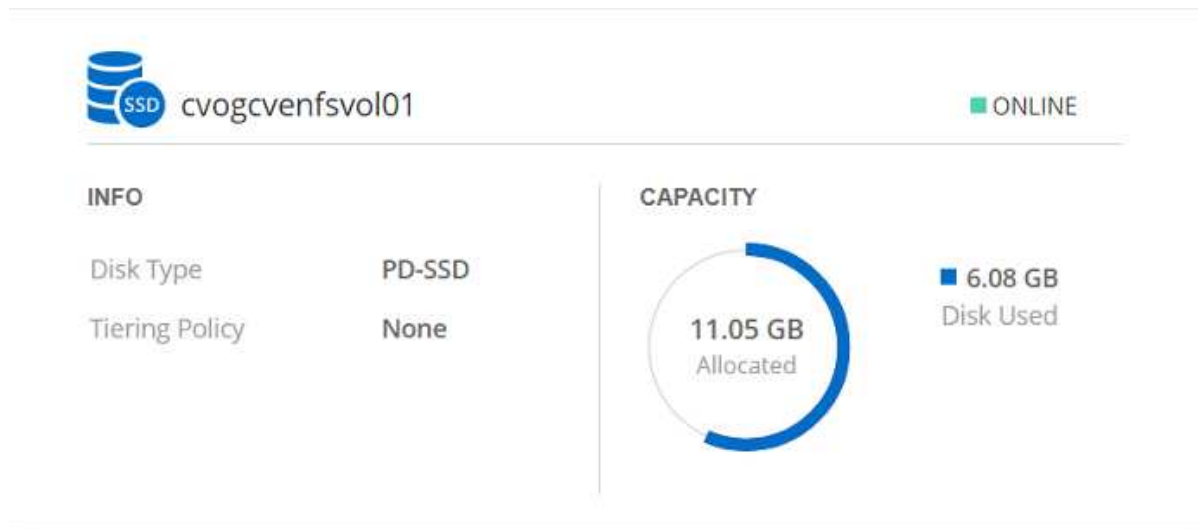 SSD cvogcvenfsvol01
ONLINE
INFO
Disk Type PD-SSD
Tiering Policy None
CAPACITY
11.05 GB
Allocated
6.08 GB
Disk Used